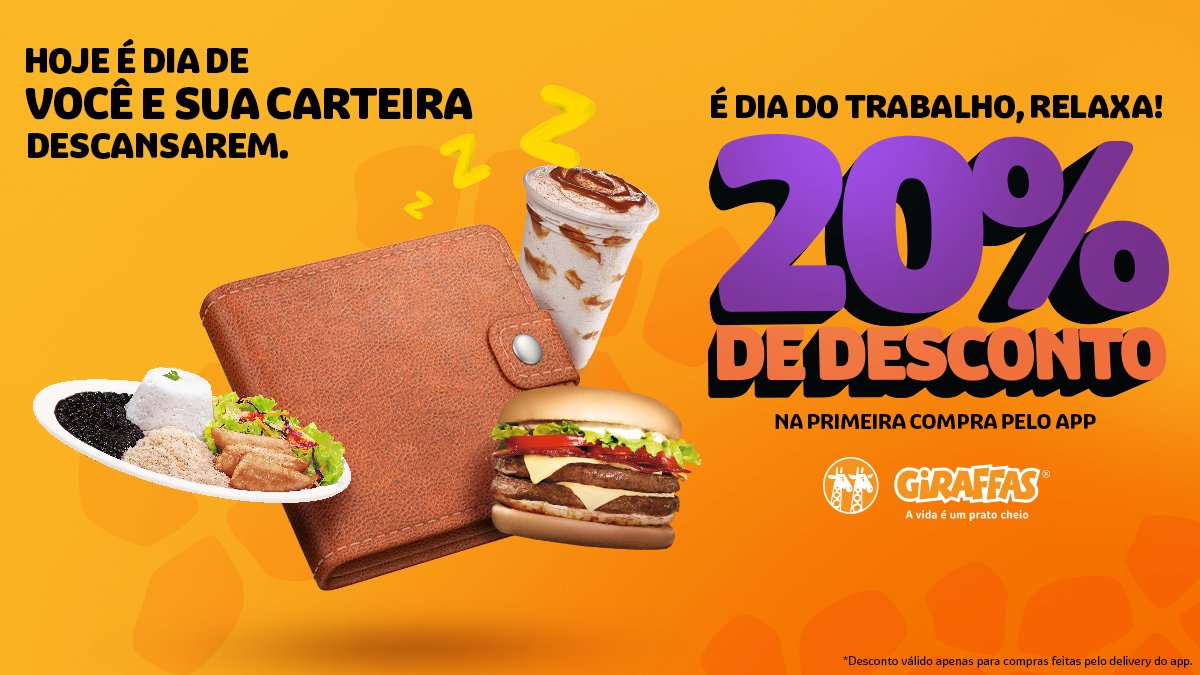 HOJE É DIA DE
VOCÊ E SUA CARTEIRA
DESCANSAREM.
Z
Z
Z
É DIA DO TRABALHO, RELAXA!
20%
DE DESCONTO
NA PRIMEIRA COMPRA PELO APP
GIRAFFAS®
A vida é um prato cheio
*Desconto válido apenas para compras feitas pelo delivery do app.